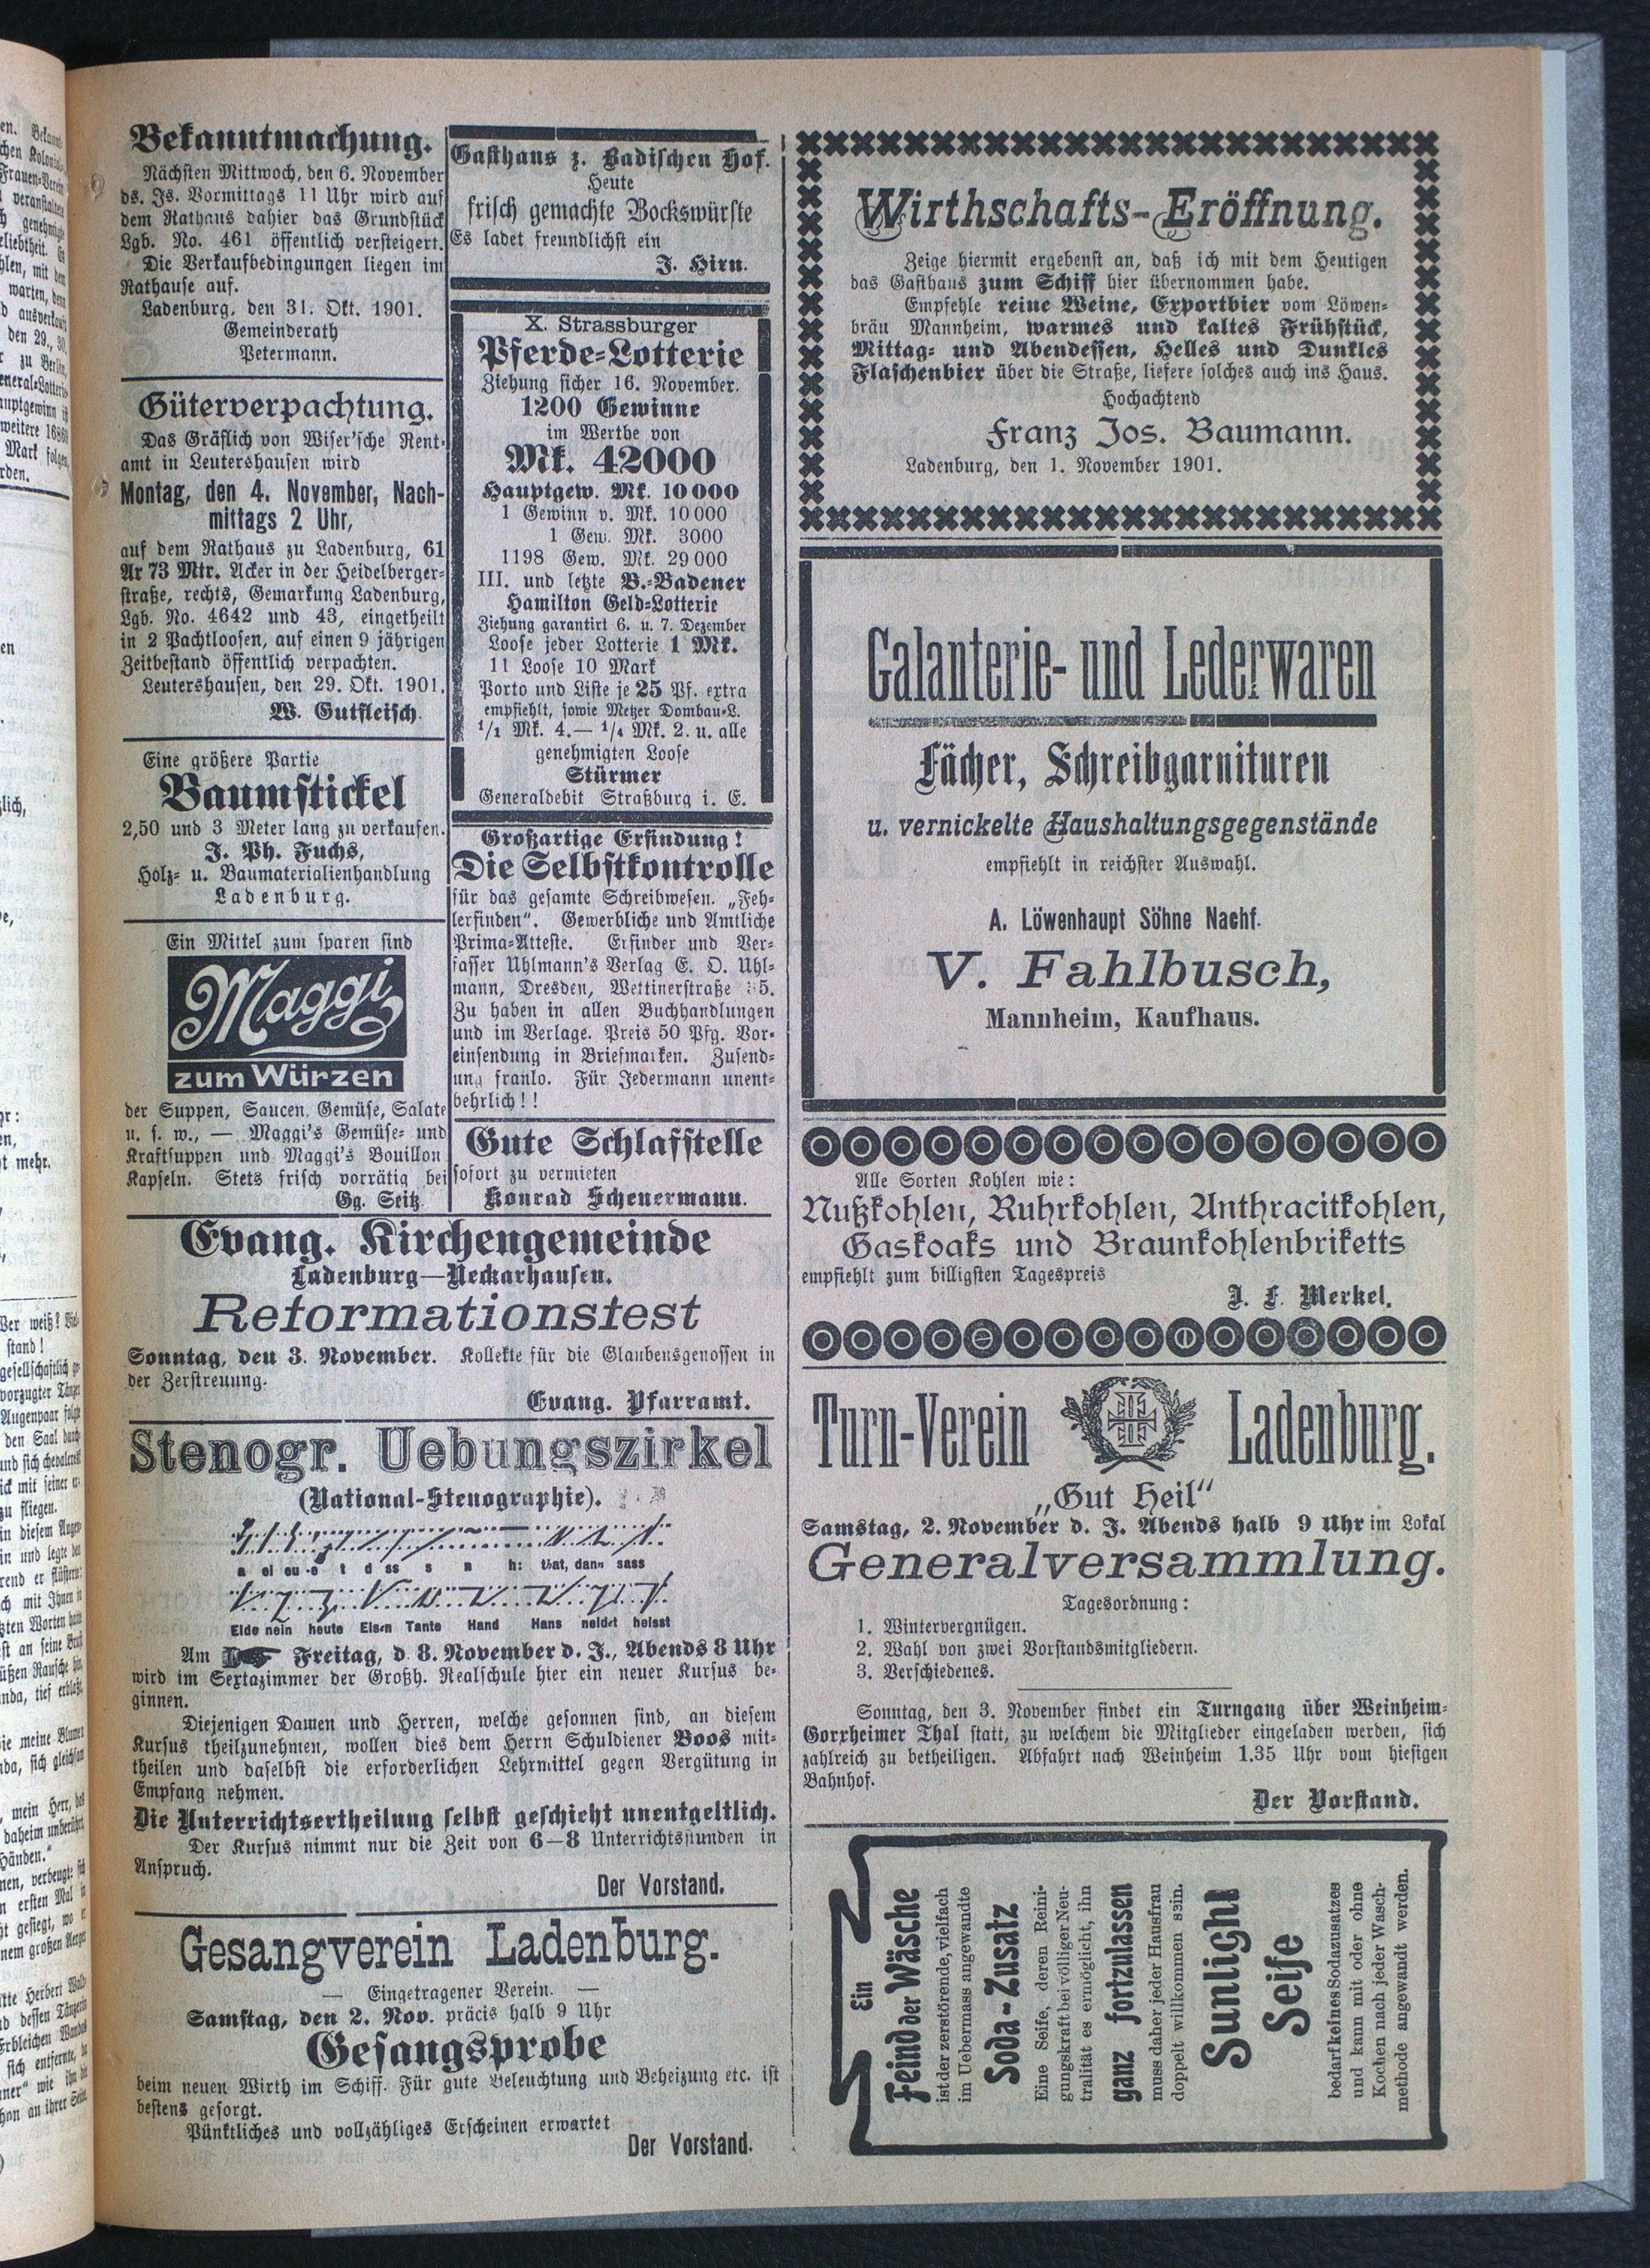 Bekanntmachung.
Nächsten Mittwoch, den 6. November
ds. Js. Vormittags 11 Uhr wird auf
dem Rathaus dahier das Grundstück
Lgb. No. 461 öffentlich versteigert.
Die Verkaufbedingungen liegen im
Rathause auf.
Ladenburg, den 31. Okt. 1901.
Gemeinderath
Petermann.
Güterverpachtung.
Das Gräflich von Wiser'sche Rent-
amt in Leutershausen wird
Montag, den 4. November, Nach-
mittags 2 Uhr,
auf dem Rathaus zu Ladenburg, 61
Ar 73 Mtr. Acker in der Heidelberger-
straße, rechts, Gemarkung Ladenburg,
Lgb. No. 4642 und 43, eingetheilt
in 2 Pachtloosen, auf einen 9 jährigen
Zeitbestand öffentlich verpachten.
Leutershausen, den 29. Okt. 1901.
W. Gutfleisch.
Eine größere Partie
Baumstickel
2,50 und 3 Meter lang zu verkaufen.
J. Ph. Fuchs,
Holz- u. Baumaterialienhandlung
Ladenburg.
Ein Mittel zum sparen sind
Maggi
zum Würzen
der Suppen, Saucen, Gemüse, Salate
u. s. w., — Maggi's Gemüse- und
Kraftsuppen und Maggi's Bouillon
Kapseln. Stets frisch vorrätig bei
Gg. Seitz.
Gasthaus z. Badischen Hof.
Heute
frisch gemachte Bockswürste
Es ladet freundlichst ein
J. Hirn.
X. Strassburger
Pferde-Lotterie
Ziehung sicher 16. November.
1200 Gewinne
im Werthe von
Mk. 42000
Hauptgew. Mk. 10 000
1 Gewinn v. Mk. 10 000
1 Gew. Mk. 3000
1198 Gew. Mk. 29 000
III. und letzte B.-Badener
Hamilton Geld-Lotterie
Ziehung garantirt 6. u. 7. Dezember
Loose jeder Lotterie 1 Mk.
11 Loose 10 Mark
Porto und Liste je 25 Pf. extra
empfiehlt, sowie Metzer Dombau-L.
1/1 Mk. 4.— 1/4 Mk. 2. u. alle
genehmigten Loose
Stürmer
Generaldebit Straßburg i. E.
Großartige Erfindung!
Die Selbstkontrolle
für das gesamte Schreibwesen. „Feh-
lerfinden“. Gewerbliche und Amtliche
Prima-Atteste. Erfinder und Ver-
fasser Uhlmann's Verlag E. O. Uhl-
mann, Dresden, Wettinerstraße 5.
Zu haben in allen Buchhandlungen
und im Verlage. Preis 50 Pfg. Vor-
einsendung in Briefmarken. Zusend-
ung franko. Für Jedermann unent-
behrlich!!
Gute Schlafstelle
sofort zu vermieten
Konrad Scheuermann.
Evang. Kirchengemeinde
Ladenburg—Neckarhausen.
Reformationsfest
Sonntag, den 3. November. Kollekte für die Glaubensgenossen in
der Zerstreuung.
Evang. Pfarramt.
Stenogr. Uebungszirkel
(National-Stenographie).
a ei eu e t d ss s n h: that, dann sass
Eide nein heute Eisen Tante Hand Hans neidet heisst
Am Freitag, d. 8. November d. J., Abends 8 Uhr
wird im Sextazimmer der Großh. Realschule hier ein neuer Kursus be-
ginnen.
Diejenigen Damen und Herren, welche gesonnen sind, an diesem
Kursus theilzunehmen, wollen dies dem Herrn Schuldiener Boos mit-
theilen und daselbst die erforderlichen Lehrmittel gegen Vergütung in
Empfang nehmen.
Die Unterrichtsertheilung selbst geschieht unentgeltlich.
Der Kursus nimmt nur die Zeit von 6—8 Unterrichtsstunden in
Anspruch.
Der Vorstand.
Gesangverein Ladenburg.
— Eingetragener Verein. —
Samstag, den 2. Nov. präcis halb 9 Uhr
Gesangsprobe
beim neuen Wirth im Schiff. Für gute Beleuchtung und Beheizung etc. ist
bestens gesorgt.
Pünktliches und vollzähliges Erscheinen erwartet
Der Vorstand.
Wirthschafts-Eröffnung.
Zeige hiermit ergebenst an, daß ich mit dem Heutigen
das Gasthaus zum Schiff hier übernommen habe.
Empfehle reine Weine, Exportbier vom Löwen-
bräu Mannheim, warmes und kaltes Frühstück,
Mittag- und Abendessen, Helles und Dunkles
Flaschenbier über die Straße, liefere solches auch ins Haus.
Hochachtend
Franz Jos. Baumann.
Ladenburg, den 1. November 1901.
Galanterie- und Lederwaren
Fächer, Schreibgarnituren
u. vernickelte Haushaltungsgegenstände
empfiehlt in reichster Auswahl.
A. Löwenhaupt Söhne Nachf.
V. Fahlbusch,
Mannheim, Kaufhaus.
Alle Sorten Kohlen wie:
Nußkohlen, Ruhrkohlen, Anthracitkohlen,
Gaskoaks und Braunkohlenbriketts
empfiehlt zum billigsten Tagespreis
J. F. Merkel.
Turn-Verein Ladenburg.
„Gut Heil“
Samstag, 2. November d. J. Abends halb 9 Uhr im Lokal
Generalversammlung.
Tagesordnung:
1. Wintervergnügen.
2. Wahl von zwei Vorstandsmitgliedern.
3. Verschiedenes.
Sonntag, den 3. November findet ein Turngang über Weinheim-
Gorxheimer Thal statt, zu welchem die Mitglieder eingeladen werden, sich
zahlreich zu betheiligen. Abfahrt nach Weinheim 1.35 Uhr vom hiesigen
Bahnhof.
Der Vorstand.
Ein
Feind der Wäsche
ist der zerstörende, vielfach
im Uebermass angewandte
Soda-Zusatz
Eine Seife, deren Reini-
gungskraft bei völliger Neu-
tralität es ermöglicht, ihn
ganz fortzulassen
muss daher jeder Hausfrau
doppelt willkommen sein.
Sunlight
Seife
bedarf keines Sodazusatzes
und kann mit oder ohne
Kochen nach jeder Wasch-
methode angewandt werden.